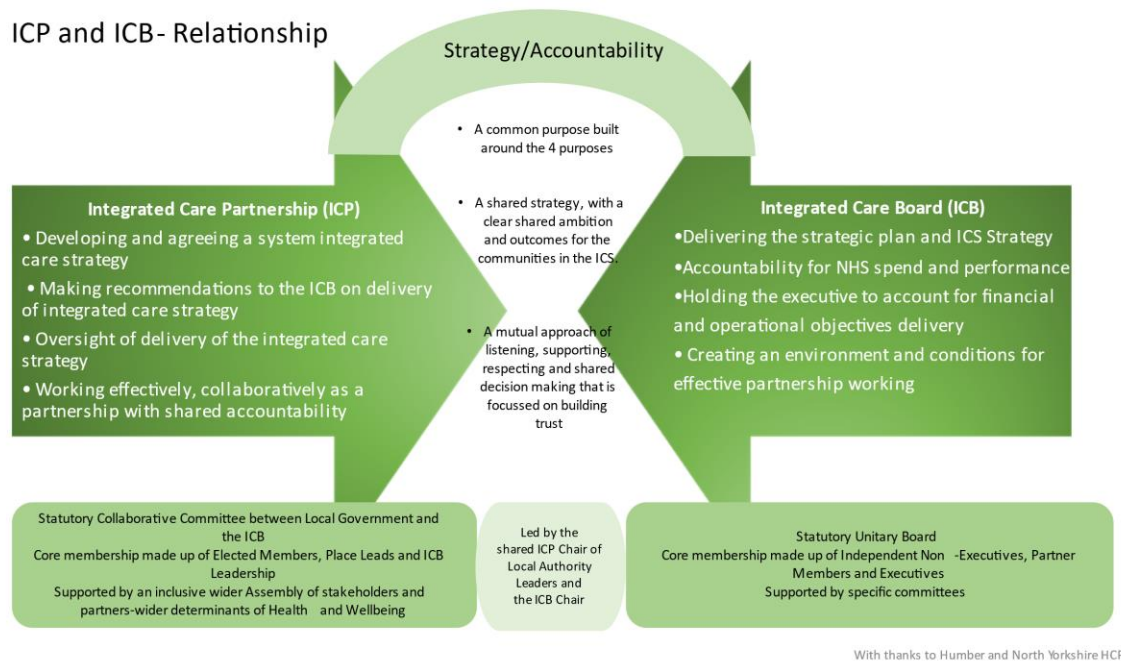 ICP and ICB- Relationship
Strategy/Accountability
• A common purpose built
around the 4 purposes
• A shared strategy, with a
clear shared ambition
and outcomes for the
communities in the ICS.
• A mutual approach of
listening, supporting,
respecting and shared
decision making that is
focussed on building
trust
Integrated Care Partnership (ICP)
• Developing and agreeing a system integrated
care strategy
• Making recommendations to the ICB on delivery
of integrated care strategy
• Oversight of delivery of the integrated care
strategy
• Working effectively, collaboratively as a
partnership with shared accountability
Integrated Care Board (ICB)
•Delivering the strategic plan and ICS Strategy
•Accountability for NHS spend and performance
•Holding the executive to account for financial
and operational objectives delivery
• Creating an environment and conditions for
effective partnership working
Statutory Collaborative Committee between Local Government and
the ICB
Core membership made up of Elected Members, Place Leads and ICB
Leadership
Supported by an inclusive wider Assembly of stakeholders and
partners-wider determinants of Health and Wellbeing
Led by the
shared ICP Chair of
Local Authority
Leaders and
the ICB Chair
Statutory Unitary Board
Core membership made up of Independent Non -Executives, Partner
Members and Executives
Supported by specific committees
With thanks to Humber and North Yorkshire HCP